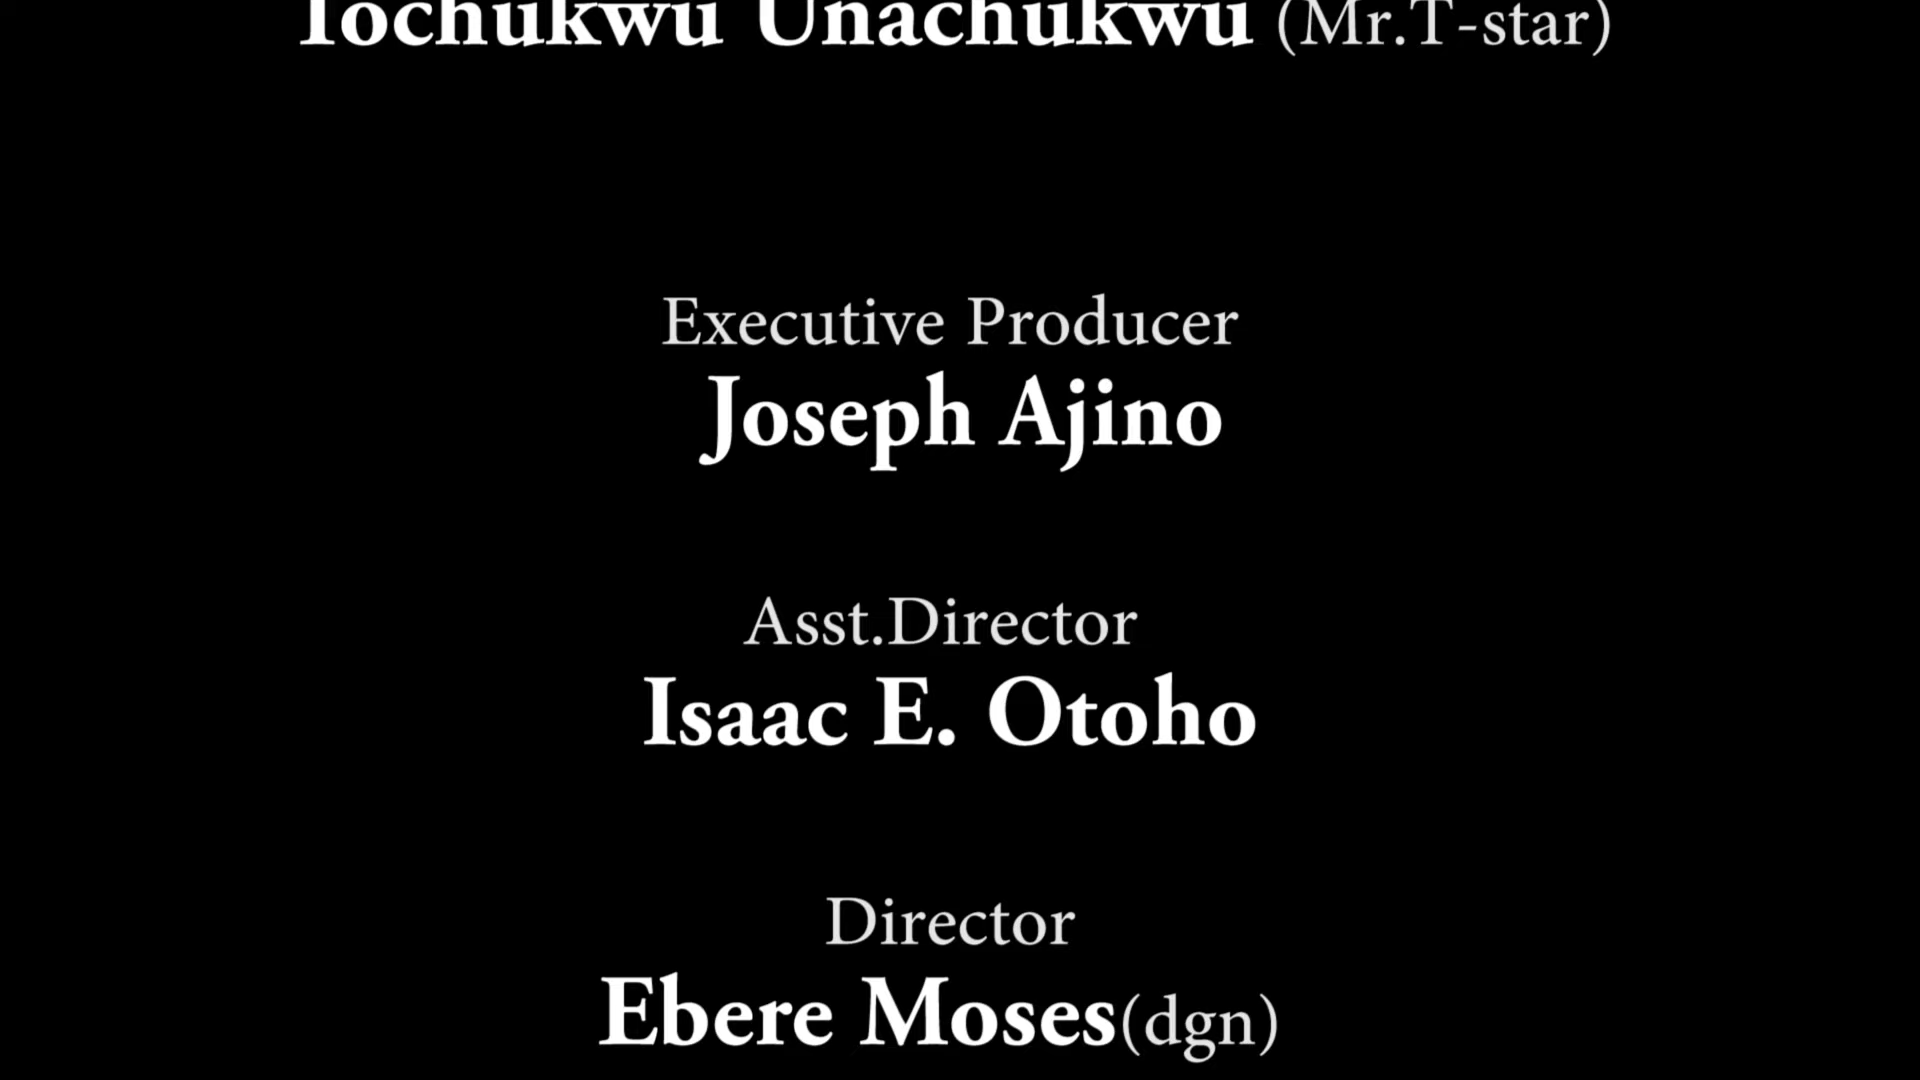 Tochukwu Unachukwu (Mr.T-star)
Executive Producer
Joseph Ajino
Asst.Director
Isaac E. Otoho
Director
Ebere Moses(dgn)